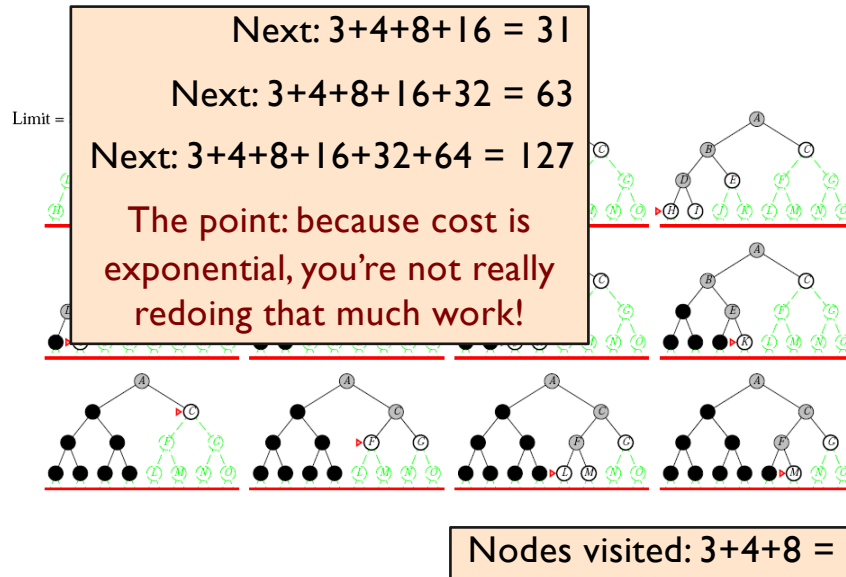 Next: 3+4+8+16 = 31
Next: 3+4+8+16+32 = 63
Limit =
Next: 3+4+8+16+32+64 = 127
The point: because cost is
exponential, you're not really
redoing that much work!
C
G
N O
A
B C
D E F G
H I J K L M N O
C
G
N O
A
B C
E F G
K L M N O
A
C
F G
L M N O
A
C
F G
L M N O
A
C
F G
L M N O
A
C
F G
M N O
Nodes visited: 3+4+8 =